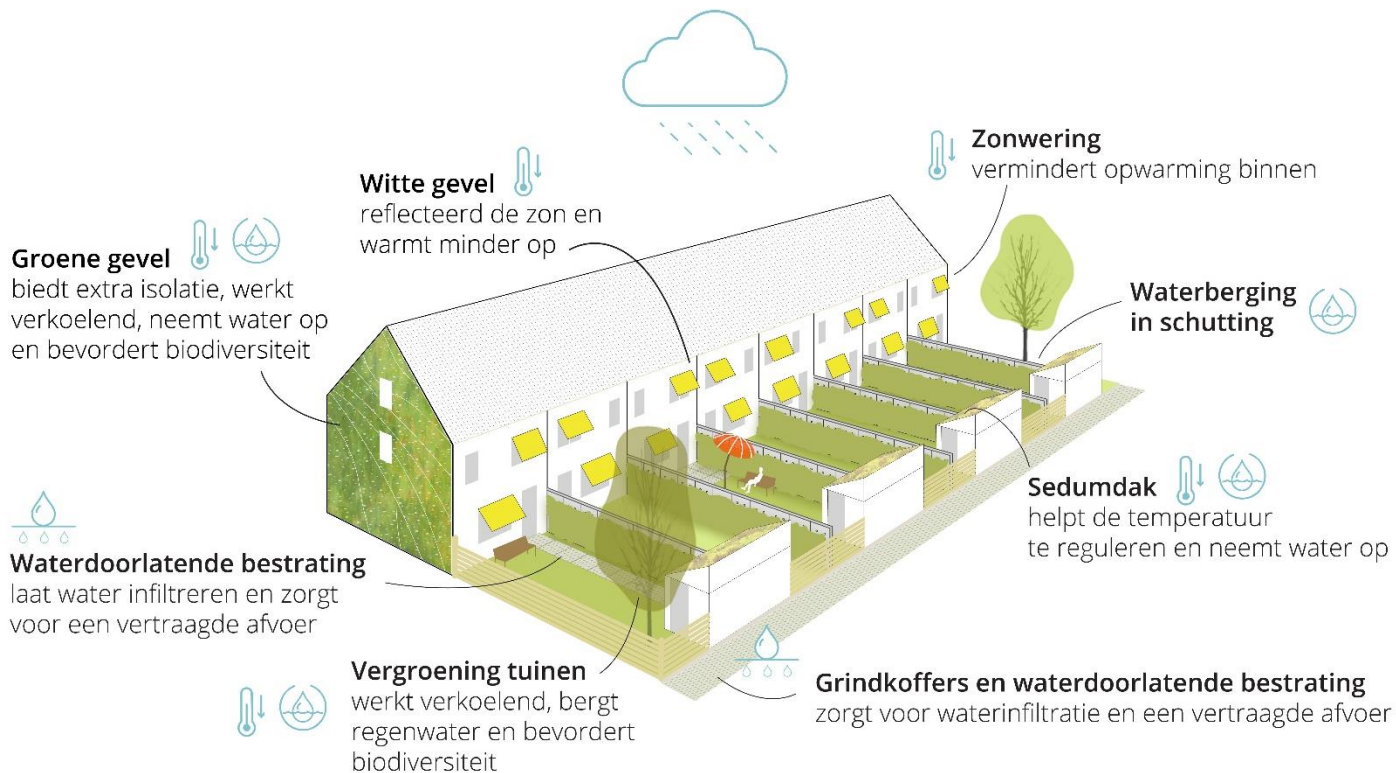 Zonwering
vermindert opwarming binnen
Witte gevel
reflecteerd de zon en
warmt minder op
Groene gevel
biedt extra isolatie, werkt
verkoelend, neemt water op
en bevordert biodiversiteit
Waterberging
in schutting
Sedumdak
helpt de temperatuur
te reguleren en neemt water op
Waterdoorlatende bestrating
laat water infiltreren en zorgt
voor een vertraagde afvoer
Vergroening tuinen
werkt verkoelend, bergt
regenwater en bevordert
biodiversiteit
Grindkoffers en waterdoorlatende bestrating
zorgt voor waterinfiltratie en een vertraagde afvoer